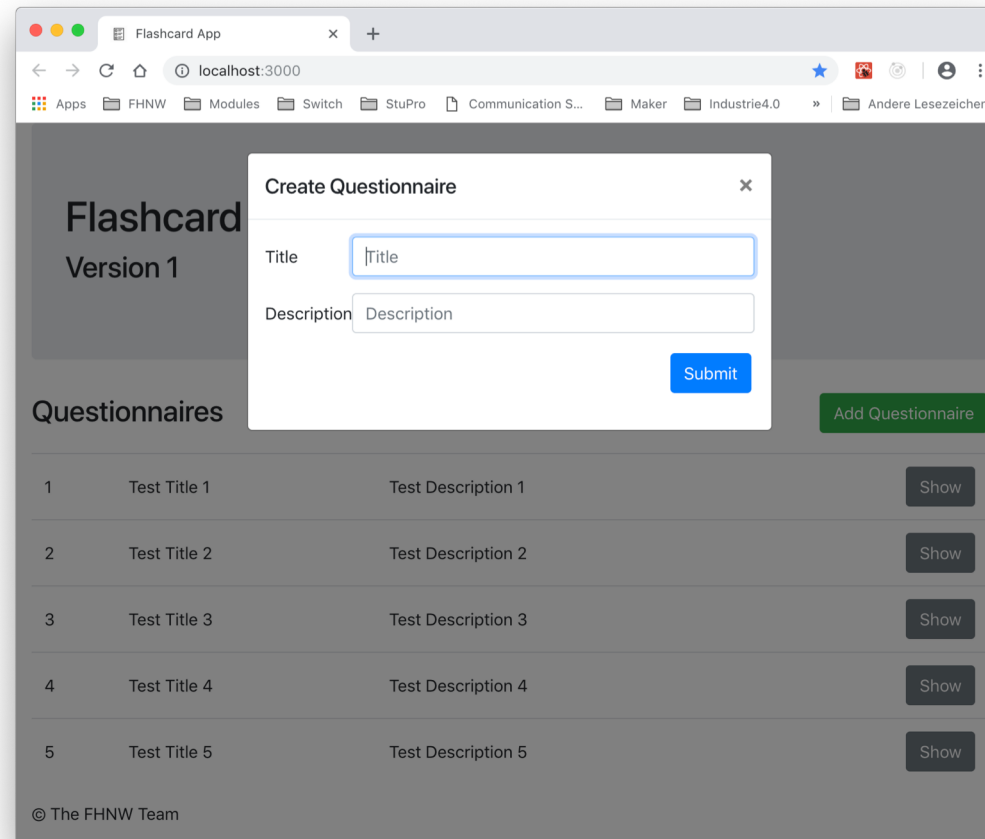 Flashcard App
localhost:3000
Apps FHNW Modules Switch StuPro Communication S... Maker Industrie4.0 » Andere Lesezeichen
Flashcard
Version 1
Create Questionnaire ×
Title Title
Description Description
Submit
Questionnaires Add Questionnaire
1 Test Title 1 Test Description 1 Show
2 Test Title 2 Test Description 2 Show
3 Test Title 3 Test Description 3 Show
4 Test Title 4 Test Description 4 Show
5 Test Title 5 Test Description 5 Show
© The FHNW Team